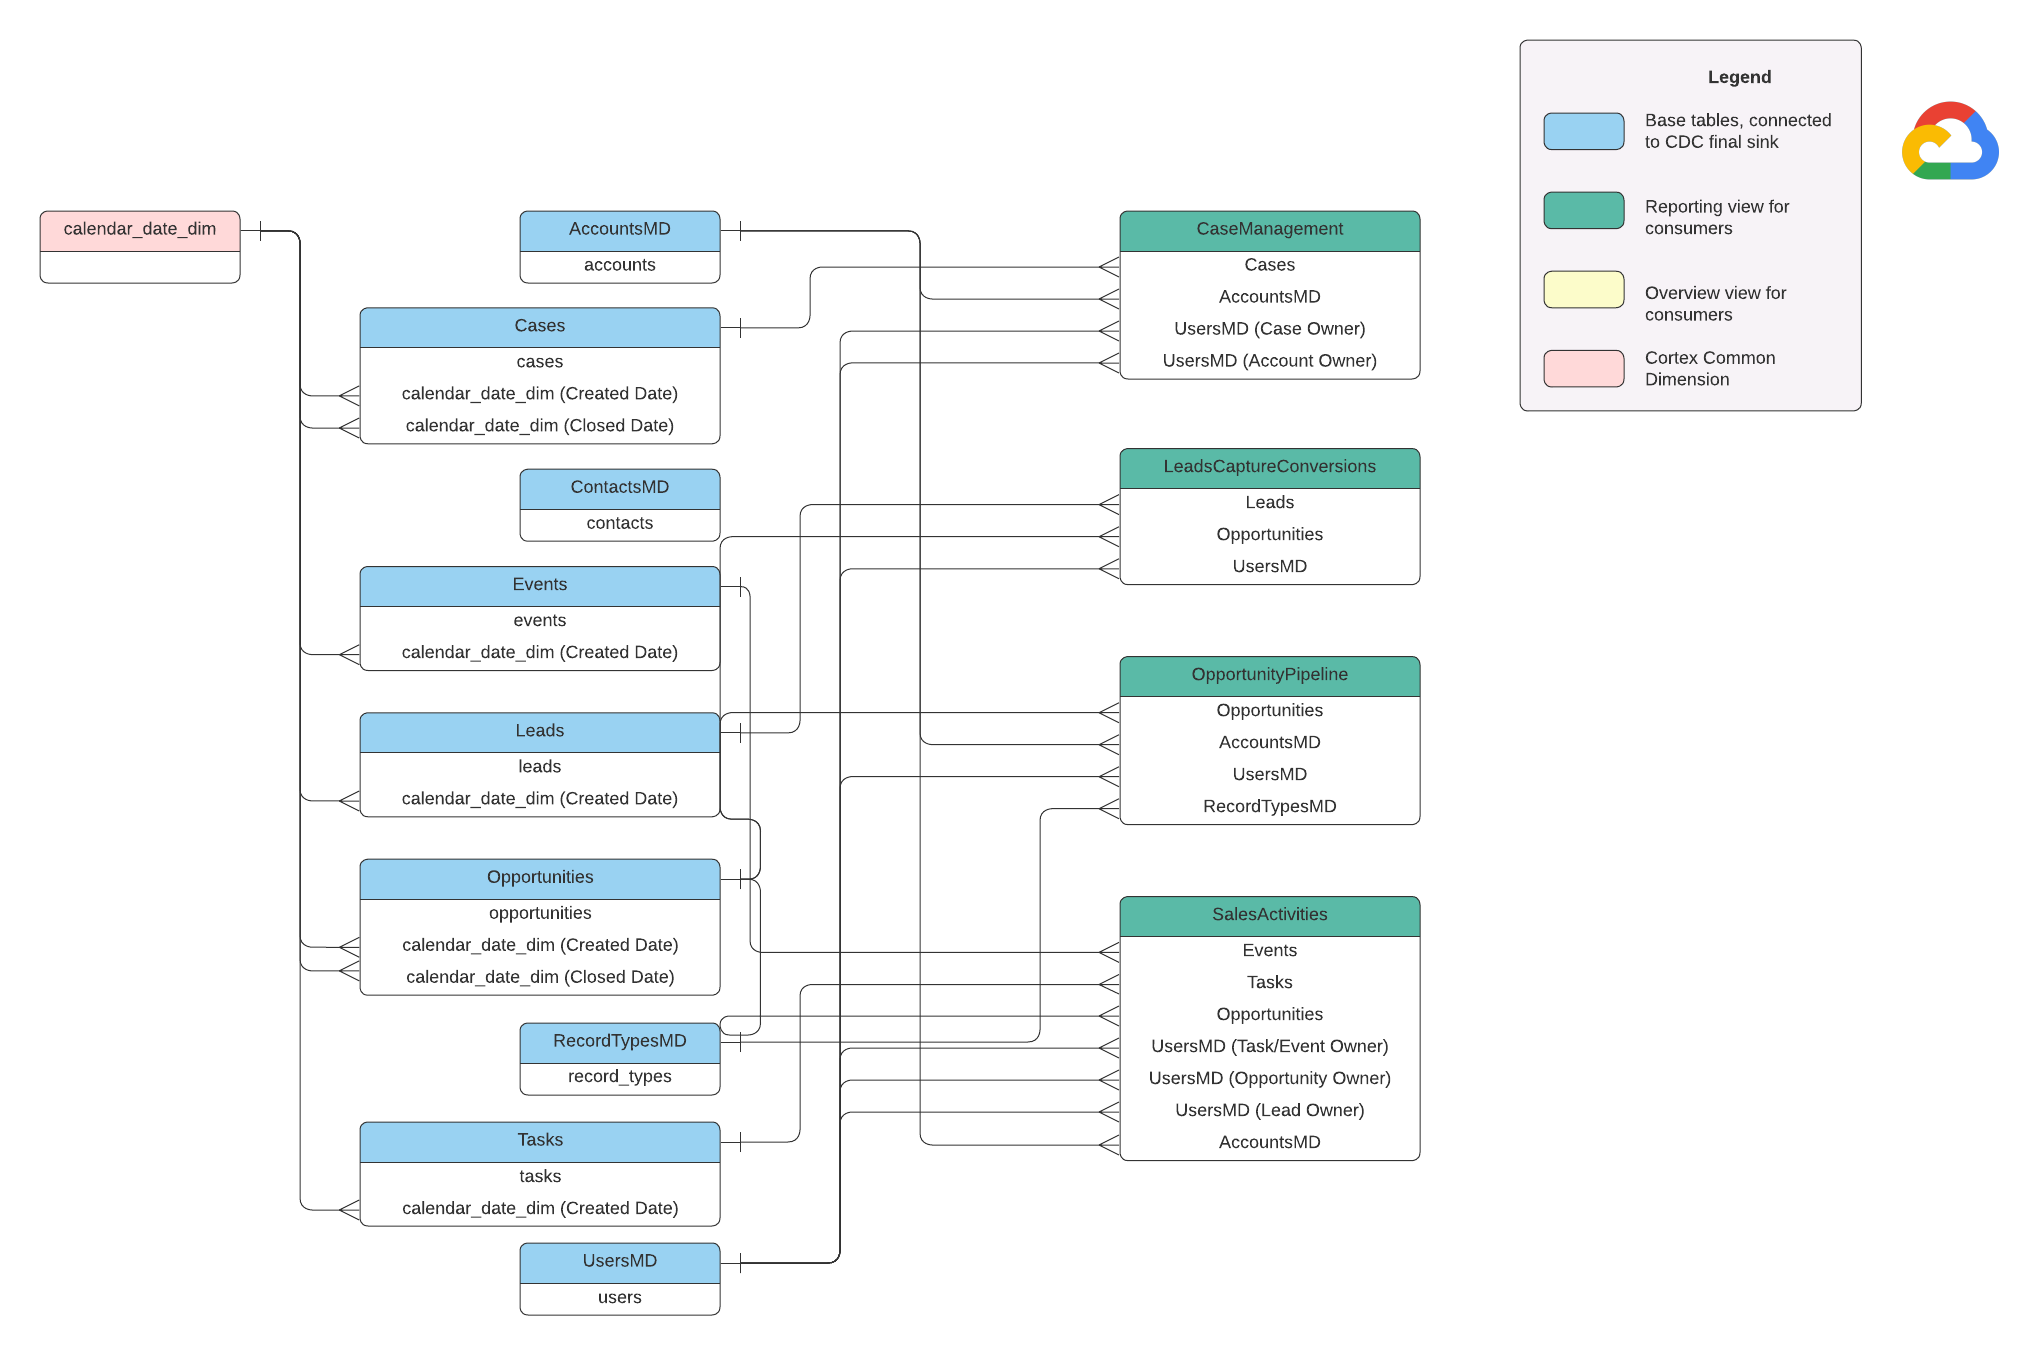 Legend
Base tables, connected
to CDC final sink
Reporting view for
consumers
Overview view for
consumers
Cortex Common
Dimension
calendar_date_dim
AccountsMD
accounts
Cases
cases
calendar_date_dim (Created Date)
calendar_date_dim (Closed Date)
ContactsMD
contacts
Events
events
calendar_date_dim (Created Date)
Leads
leads
calendar_date_dim (Created Date)
Opportunities
opportunities
calendar_date_dim (Created Date)
calendar_date_dim (Closed Date)
RecordTypesMD
record_types
Tasks
tasks
calendar_date_dim (Created Date)
UsersMD
users
CaseManagement
Cases
AccountsMD
UsersMD (Case Owner)
UsersMD (Account Owner)
LeadsCaptureConversions
Leads
Opportunities
UsersMD
OpportunityPipeline
Opportunities
AccountsMD
UsersMD
RecordTypesMD
SalesActivities
Events
Tasks
Opportunities
UsersMD (Task/Event Owner)
UsersMD (Opportunity Owner)
UsersMD (Lead Owner)
AccountsMD